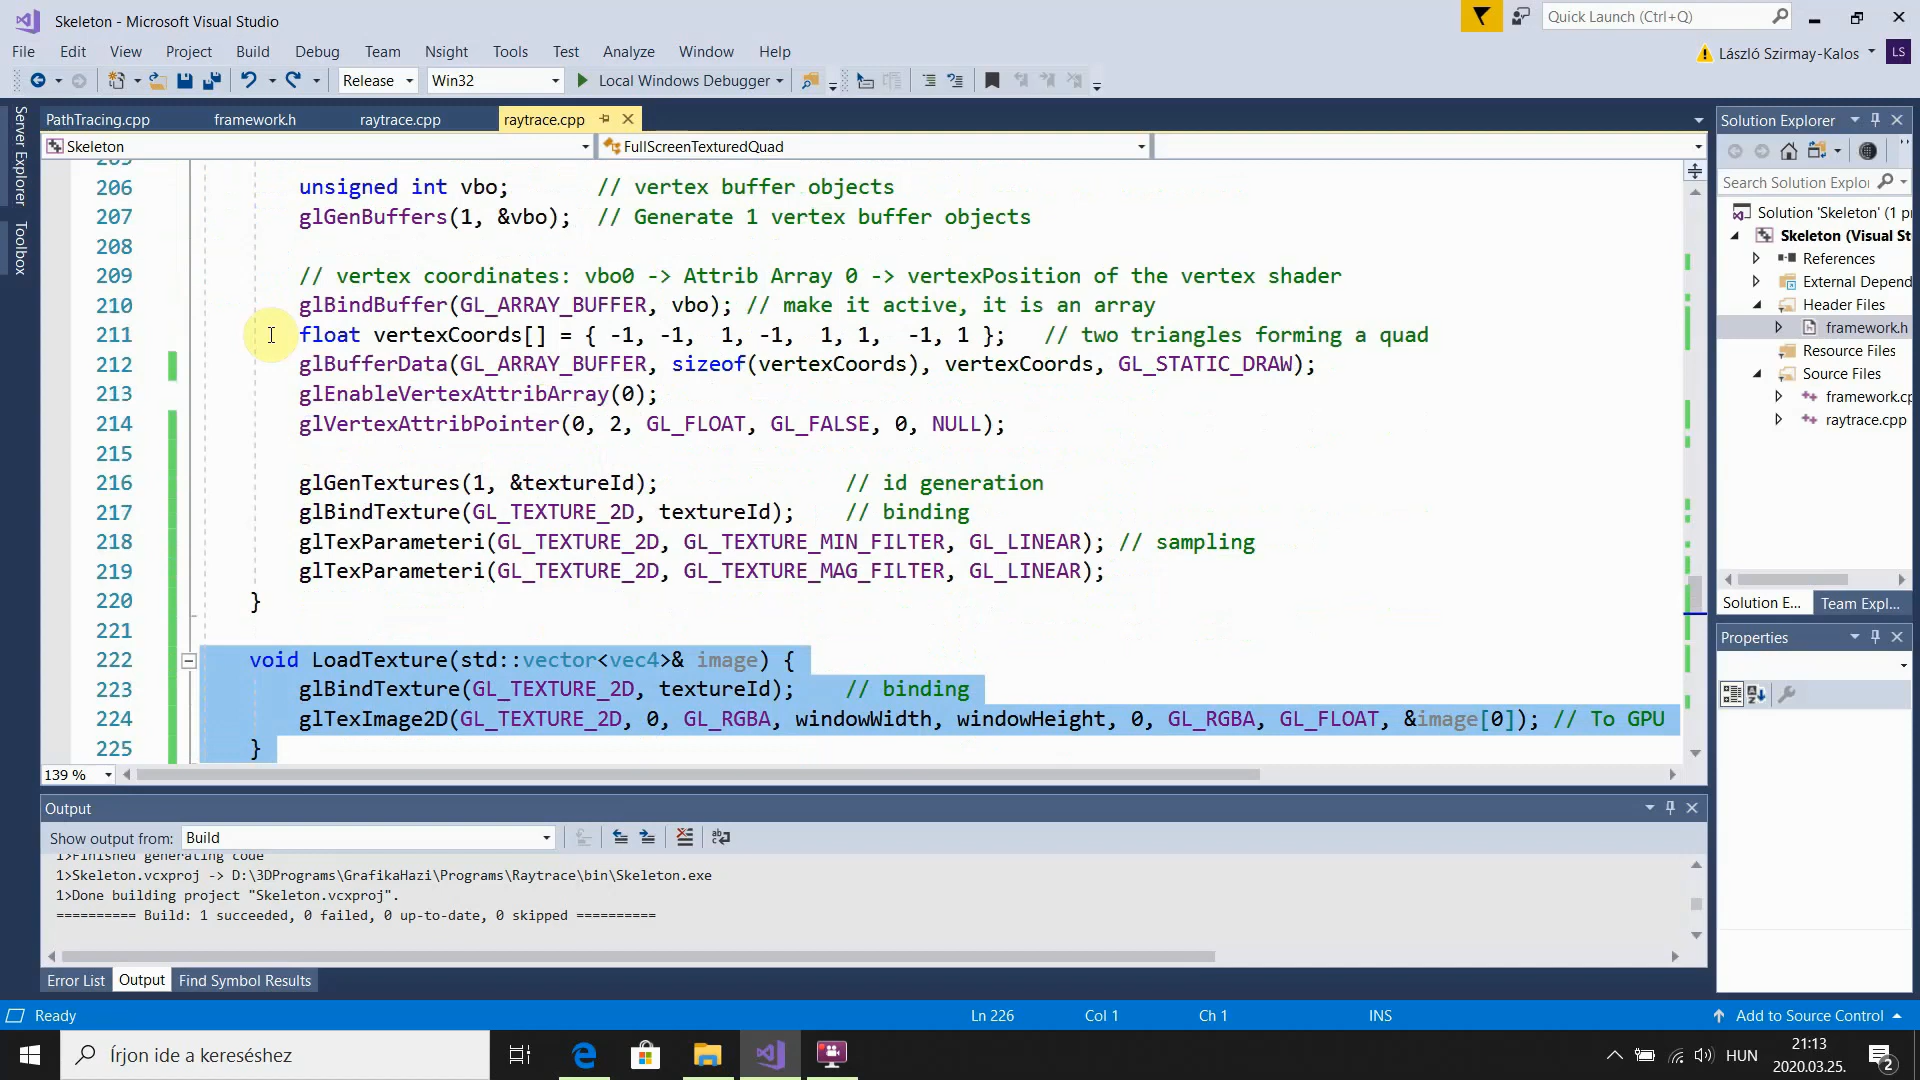 Skeleton - Microsoft Visual Studio
Quick Launch (Ctrl+Q)
File Edit View Project Build Debug Team Nsight Tools Test Analyze Window Help
László Szirmay-Kalos LS
Release Win32 Local Windows Debugger
Server Explorer
Toolbox
PathTracing.cpp framework.h raytrace.cpp raytrace.cpp
Skeleton FullScreenTexturedQuad
205
206 unsigned int vbo; // vertex buffer objects
207 glGenBuffers(1, &vbo); // Generate 1 vertex buffer objects
208
209 // vertex coordinates: vbo0 -> Attrib Array 0 -> vertexPosition of the vertex shader
210 glBindBuffer(GL_ARRAY_BUFFER, vbo); // make it active, it is an array
211 float vertexCoords[] = { -1, -1, 1, -1, 1, 1, -1, 1 }; // two triangles forming a quad
212 glBufferData(GL_ARRAY_BUFFER, sizeof(vertexCoords), vertexCoords, GL_STATIC_DRAW);
213 glEnableVertexAttribArray(0);
214 glVertexAttribPointer(0, 2, GL_FLOAT, GL_FALSE, 0, NULL);
215
216 glGenTextures(1, &textureId); // id generation
217 glBindTexture(GL_TEXTURE_2D, textureId); // binding
218 glTexParameteri(GL_TEXTURE_2D, GL_TEXTURE_MIN_FILTER, GL_LINEAR); // sampling
219 glTexParameteri(GL_TEXTURE_2D, GL_TEXTURE_MAG_FILTER, GL_LINEAR);
220 }
221
222 void LoadTexture(std::vector<vec4>& image) {
223 glBindTexture(GL_TEXTURE_2D, textureId); // binding
224 glTexImage2D(GL_TEXTURE_2D, 0, GL_RGBA, windowWidth, windowHeight, 0, GL_RGBA, GL_FLOAT, &image[0]); // To GPU
225 }
139 %
Solution Explorer
Search Solution Explo
Solution 'Skeleton' (1 p
Skeleton (Visual St
References
External Depend
Header Files
framework.h
Resource Files
Source Files
framework.cp
raytrace.cpp
Solution E... Team Expl...
Properties
Output
Show output from: Build
1>Finished generating code
1>Skeleton.vcxproj -> D:\3DPrograms\GrafikaHazi\Programs\Raytrace\bin\Skeleton.exe
1>Done building project "Skeleton.vcxproj".
========== Build: 1 succeeded, 0 failed, 0 up-to-date, 0 skipped ==========
Error List Output Find Symbol Results
Ready Ln 226 Col 1 Ch 1 INS Add to Source Control
Írjon ide a kereséshez
HUN
21:13
2020.03.25.
2